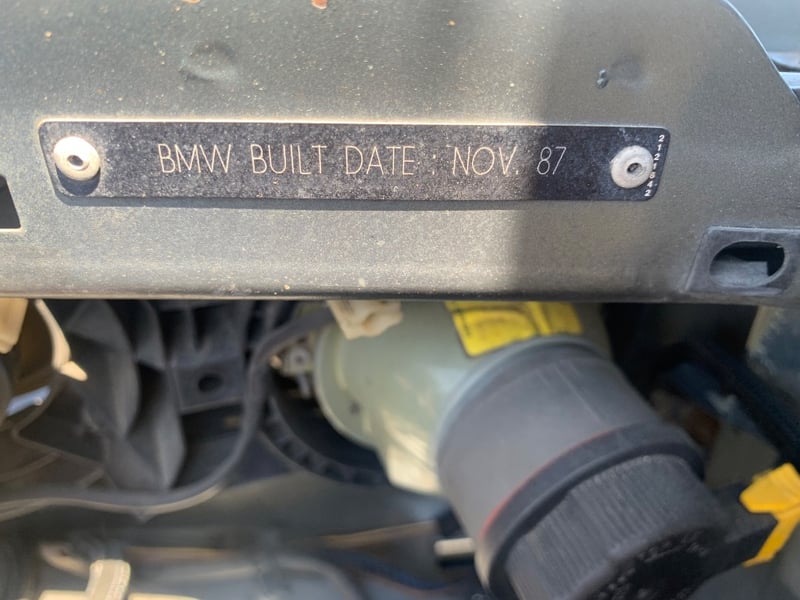 BMW BUILT DATE : NOV. 87